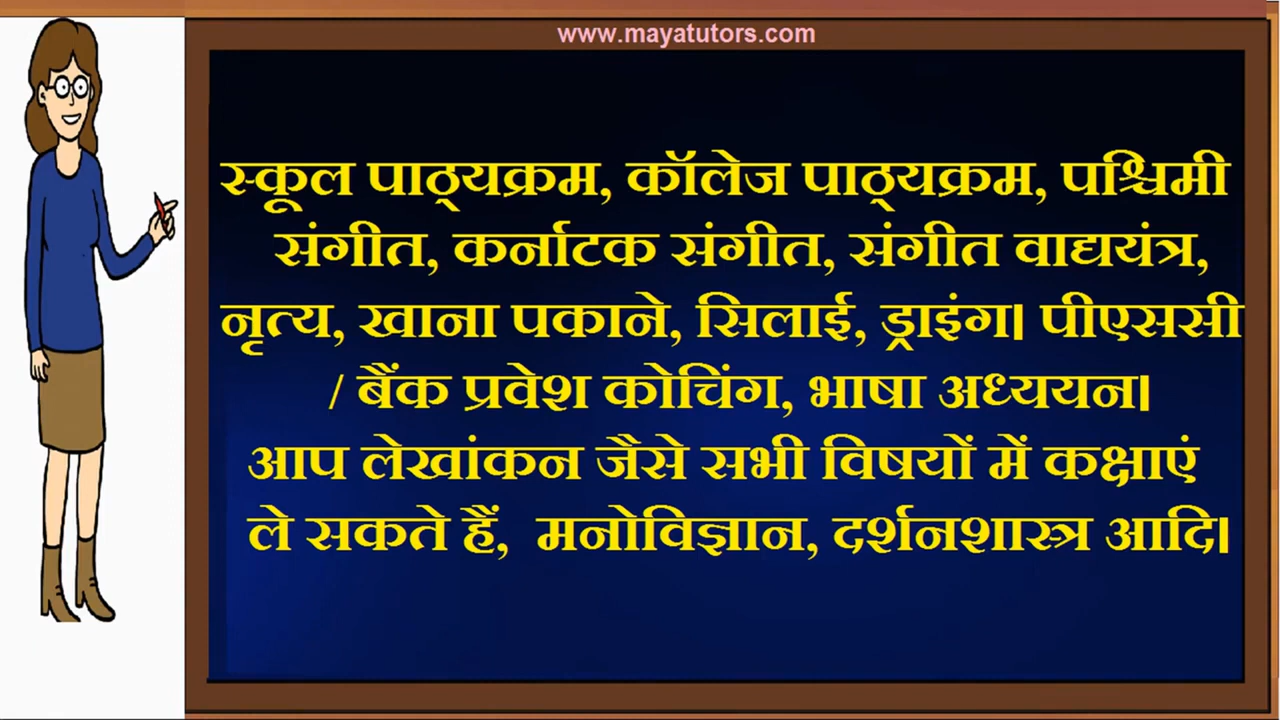 www.mayatutors.com
स्कूल पाठ्यक्रम, कॉलेज पाठ्यक्रम, पश्चिमी
संगीत, कर्नाटक संगीत, संगीत वाद्ययंत्र,
नृत्य, खाना पकाने, सिलाई, ड्राइंग। पीएससी
/ बैंक प्रवेश कोचिंग, भाषा अध्ययन।
आप लेखांकन जैसे सभी विषयों में कक्षाएं
ले सकते हैं, मनोविज्ञान, दर्शनशास्त्र आदि।